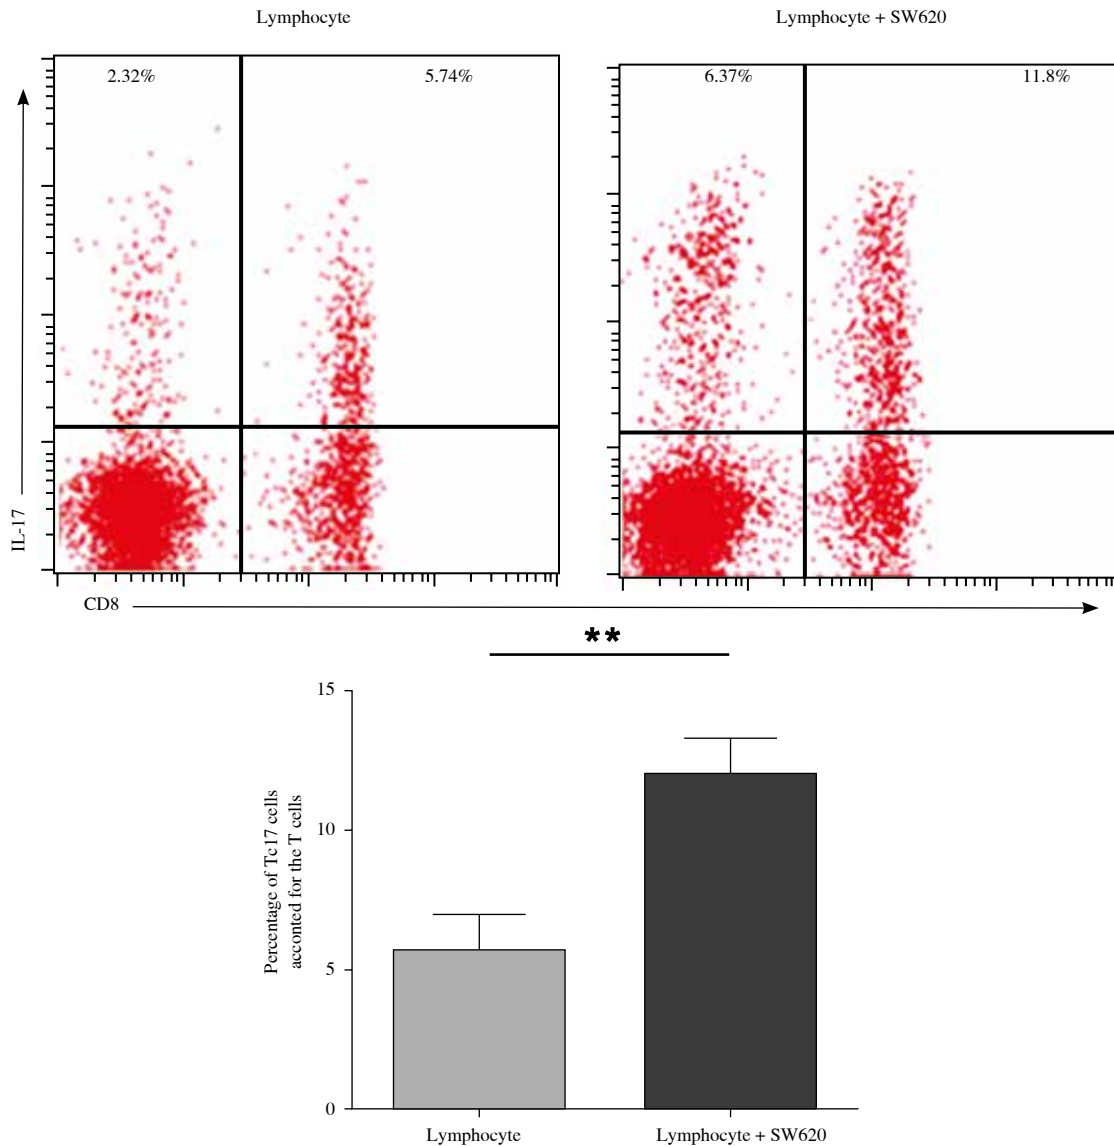 Lymphocyte
Lymphocyte + SW620
2.32%
5.74%
6.37%
11.8%
IL-17
CD8
**
15
10
5
0
Percentage of Tc17 cells
acconted for the T cells
Lymphocyte
Lymphocyte + SW620